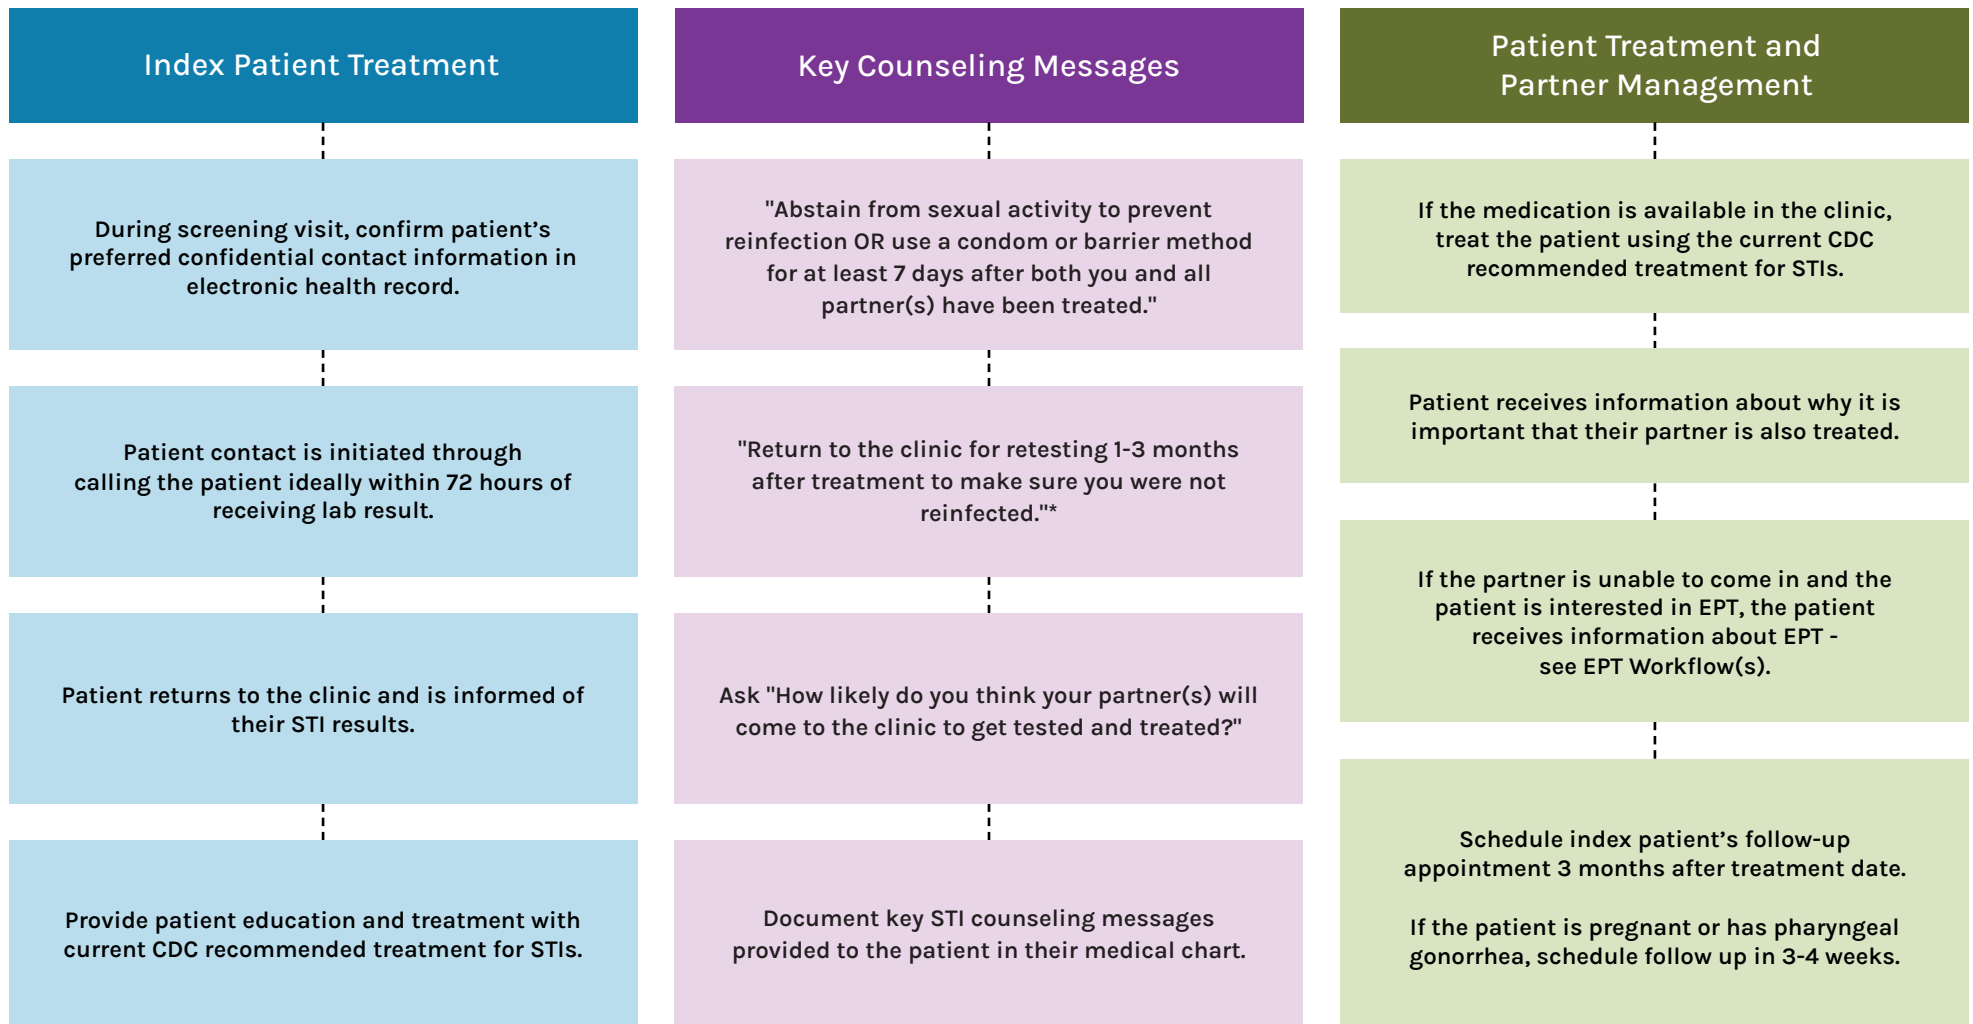 Index Patient Treatment
During screening visit, confirm patient’s
preferred confidential contact information in
electronic health record.
Patient contact is initiated through
calling the patient ideally within 72 hours of
receiving lab result.
Patient returns to the clinic and is informed of
their STI results.
Provide patient education and treatment with
current CDC recommended treatment for STIs.
Key Counseling Messages
"Abstain from sexual activity to prevent
reinfection OR use a condom or barrier method
for at least 7 days after both you and all
partner(s) have been treated."
"Return to the clinic for retesting 1-3 months
after treatment to make sure you were not
reinfected."*
Ask "How likely do you think your partner(s) will
come to the clinic to get tested and treated?"
Document key STI counseling messages
provided to the patient in their medical chart.
Patient Treatment and
Partner Management
If the medication is available in the clinic,
treat the patient using the current CDC
recommended treatment for STIs.
Patient receives information about why it is
important that their partner is also treated.
If the partner is unable to come in and the
patient is interested in EPT, the patient
receives information about EPT -
see EPT Workflow(s).
Schedule index patient’s follow-up
appointment 3 months after treatment date.
If the patient is pregnant or has pharyngeal
gonorrhea, schedule follow up in 3-4 weeks.